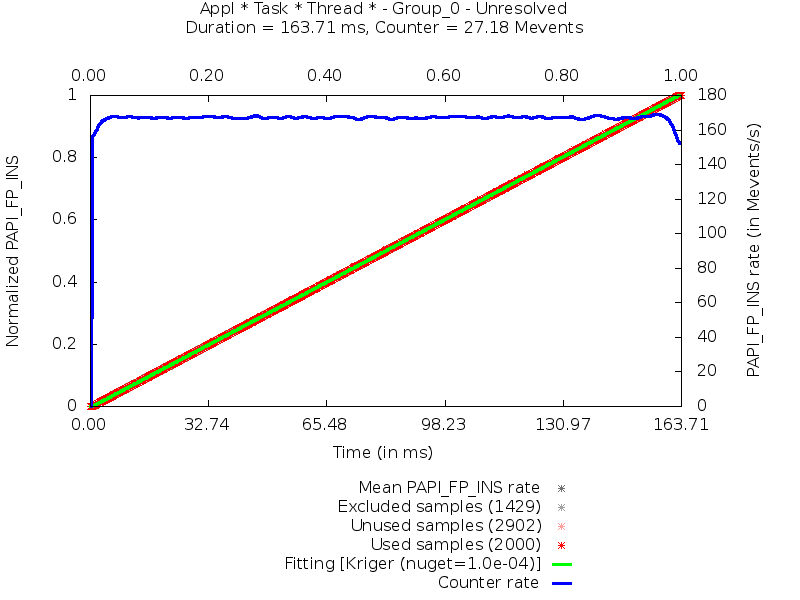 Appl * Task * Thread * - Group_0 - Unresolved
Duration = 163.71 ms, Counter = 27.18 Mevents
0.00 0.20 0.40 0.60 0.80 1.00
1 180
160
0.8
140
120
0.6
100
80
0.4
60
40
0.2
20
0 0
Normalized PAPI_FP_INS
PAPI_FP_INS rate (in Mevents/s)
0.00 32.74 65.48 98.23 130.97 163.71
Time (in ms)
Mean PAPI_FP_INS rate
Excluded samples (1429)
Unused samples (2902)
Used samples (2000)
Fitting [Kriger (nuget=1.0e-04)]
Counter rate